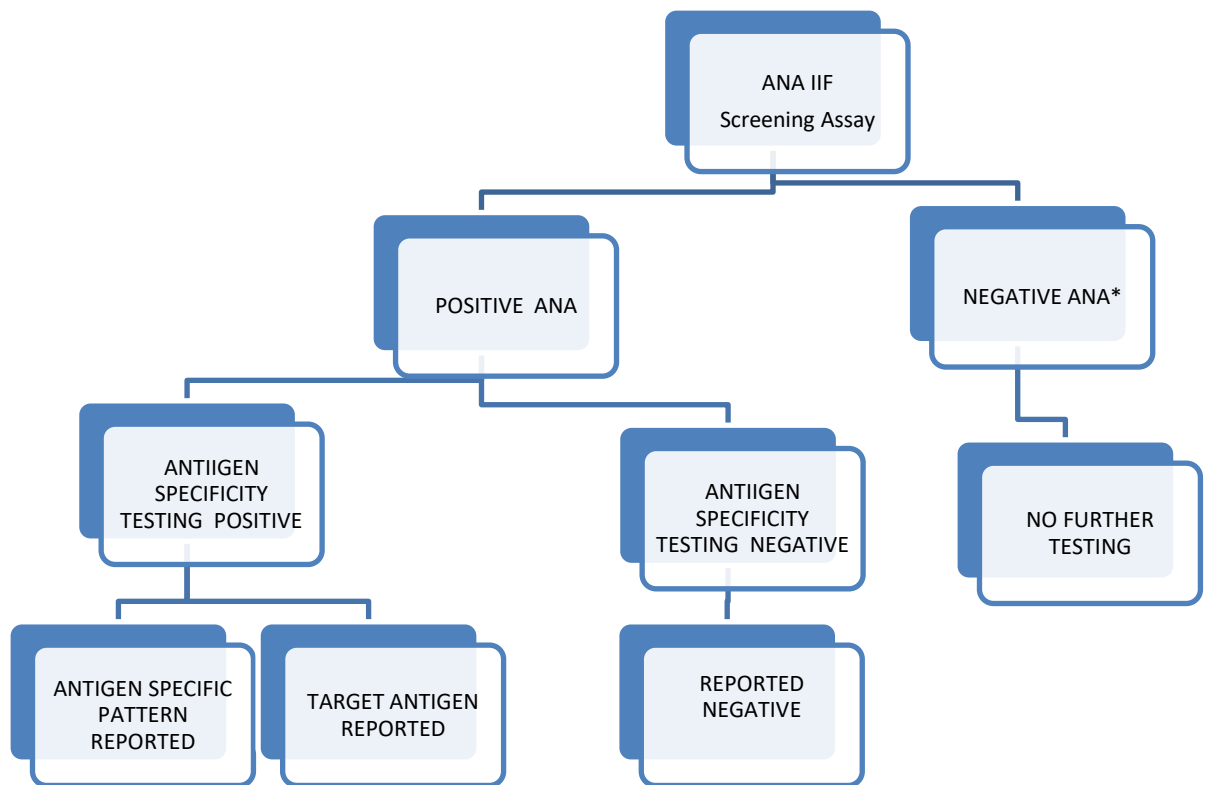 ANA IIF
Screening Assay
POSITIVE ANA
NEGATIVE ANA*
ANTIIGEN
SPECIFICITY
TESTING POSITIVE
ANTIIGEN
SPECIFICITY
TESTING NEGATIVE
NO FURTHER
TESTING
ANTIGEN SPECIFIC
PATTERN
REPORTED
TARGET ANTIGEN
REPORTED
REPORTED
NEGATIVE